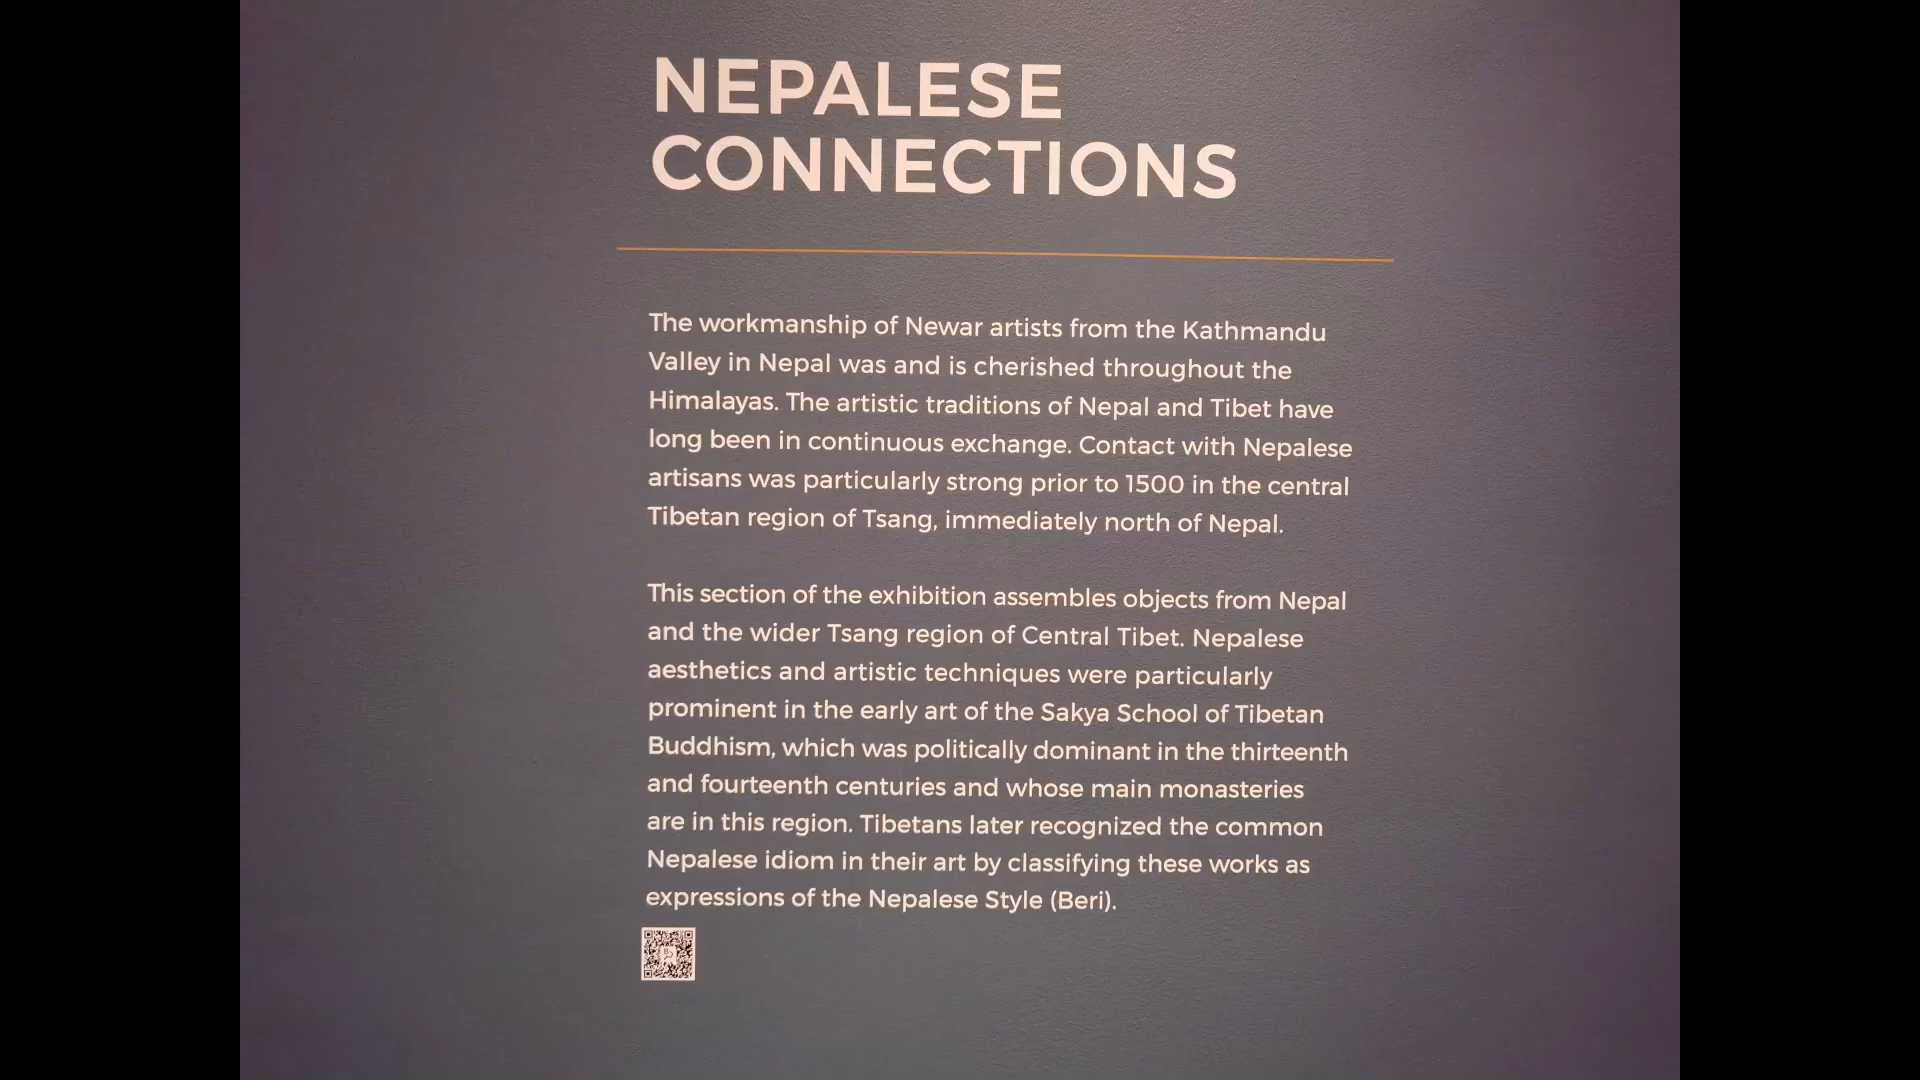 NEPALESE
CONNECTIONS
The workmanship of Newar artists from the Kathmandu
Valley in Nepal was and is cherished throughout the
Himalayas. The artistic traditions of Nepal and Tibet have
long been in continuous exchange. Contact with Nepalese
artisans was particularly strong prior to 1500 in the central
Tibetan region of Tsang, immediately north of Nepal.
This section of the exhibition assembles objects from Nepal
and the wider Tsang region of Central Tibet. Nepalese
aesthetics and artistic techniques were particularly
prominent in the early art of the Sakya School of Tibetan
Buddhism, which was politically dominant in the thirteenth
and fourteenth centuries and whose main monasteries
are in this region. Tibetans later recognized the common
Nepalese idiom in their art by classifying these works as
expressions of the Nepalese Style (Beri).